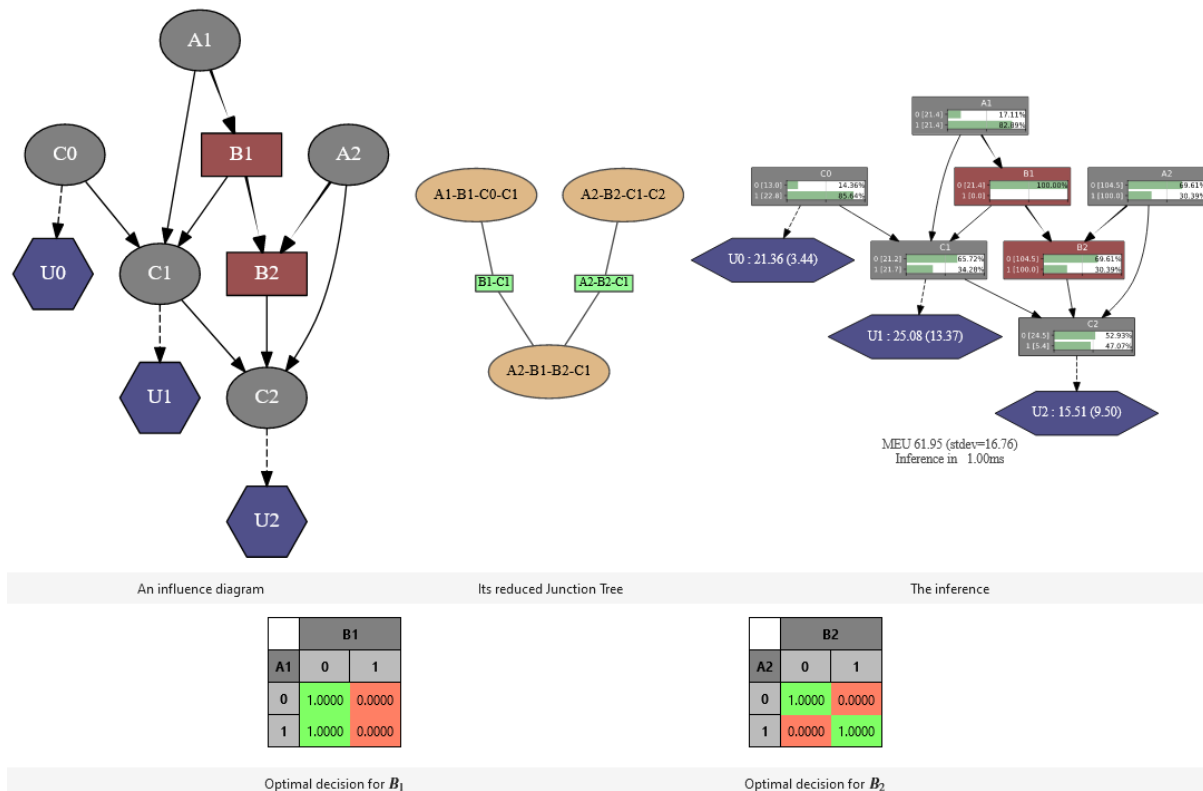 A1
C0
B1
A2
U0
C1
B2
U1
C2
U2
A1-B1-C0-C1
A2-B2-C1-C2
B1-C1
A2-B2-C1
A2-B1-B2-C1
A1
0 [21.4] 17.11%
1 [21.4] 82.89%
C0
0 [13.0] 14.36%
1 [22.8] 85.64%
B1
0 [21.4] 100.00%
1 [0.0]
A2
0 [104.5] 69.61%
1 [100.0] 30.39%
U0 : 21.36 (3.44)
C1
0 [21.2] 65.72%
1 [21.7] 34.28%
B2
0 [104.5] 69.61%
1 [100.0] 30.39%
U1 : 25.08 (13.37)
C2
0 [24.5] 52.93%
1 [5.4] 47.07%
U2 : 15.51 (9.50)
MEU 61.95 (stdev=16.76)
Inference in 1.00ms
An influence diagram
Its reduced Junction Tree
The inference
B1
A1 0 1
0 1.0000 0.0000
1 1.0000 0.0000
B2
A2 0 1
0 1.0000 0.0000
1 0.0000 1.0000
Optimal decision for B1
Optimal decision for B2